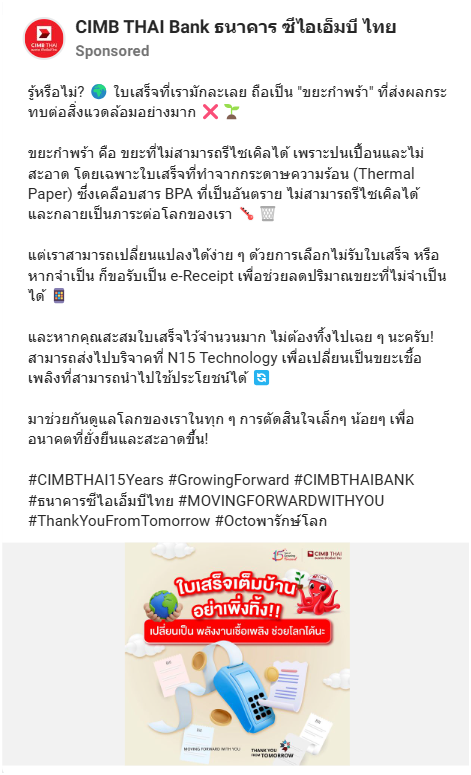 CIMB THAI Bank ธนาคาร ซีไอเอ็มบี ไทย
Sponsored
CIMB THAI
รู้หรือไม่? 🌍 ใบเสร็จที่เรามักละเลย ถือเป็น "ขยะกำพร้า" ที่ส่งผลกระ
ทบต่อสิ่งแวดล้อมอย่างมาก ❌ 🌱
ขยะกำพร้า คือ ขยะที่ไม่สามารถรีไซเคิลได้ เพราะปนเปื้อนและไม่
สะอาด โดยเฉพาะใบเสร็จที่ทำจากกระดาษความร้อน (Thermal
Paper) ซึ่งเคลือบสาร BPA ที่เป็นอันตราย ไม่สามารถรีไซเคิลได้
และกลายเป็นภาระต่อโลกของเรา 🌡️ 🗑️
แต่เราสามารถเปลี่ยนแปลงได้ง่าย ๆ ด้วยการเลือกไม่รับใบเสร็จ หรือ
หากจำเป็น ก็ขอรับเป็น e-Receipt เพื่อช่วยลดปริมาณขยะที่ไม่จำเป็น
ได้ 📱
และหากคุณสะสมใบเสร็จไว้จำนวนมาก ไม่ต้องทิ้งไปเฉย ๆ นะครับ!
สามารถส่งไปบริจาคที่ N15 Technology เพื่อเปลี่ยนเป็นขยะเชื้อ
เพลิงที่สามารถนำไปใช้ประโยชน์ได้ 🔄
มาช่วยกันดูแลโลกของเราในทุก ๆ การตัดสินใจเล็กๆ น้อยๆ เพื่อ
อนาคตที่ยั่งยืนและสะอาดขึ้น!
#CIMBTHAI15Years #GrowingForward #CIMBTHAIBANK
#ธนาคารซีไอเอ็มบีไทย #MOVINGFORWARDWITHYOU
#ThankYouFromTomorrow #Octoพารักษ์โลก
15 CIMB THAI
ใบเสร็จเต็มบ้าน
อย่าเพิ่งทิ้ง!!
เปลี่ยนเป็น พลังงานเชื้อเพลิง ช่วยโลกได้นะ
MOVING FORWARD WITH YOU
THANK YOU
FROM TOMORROW